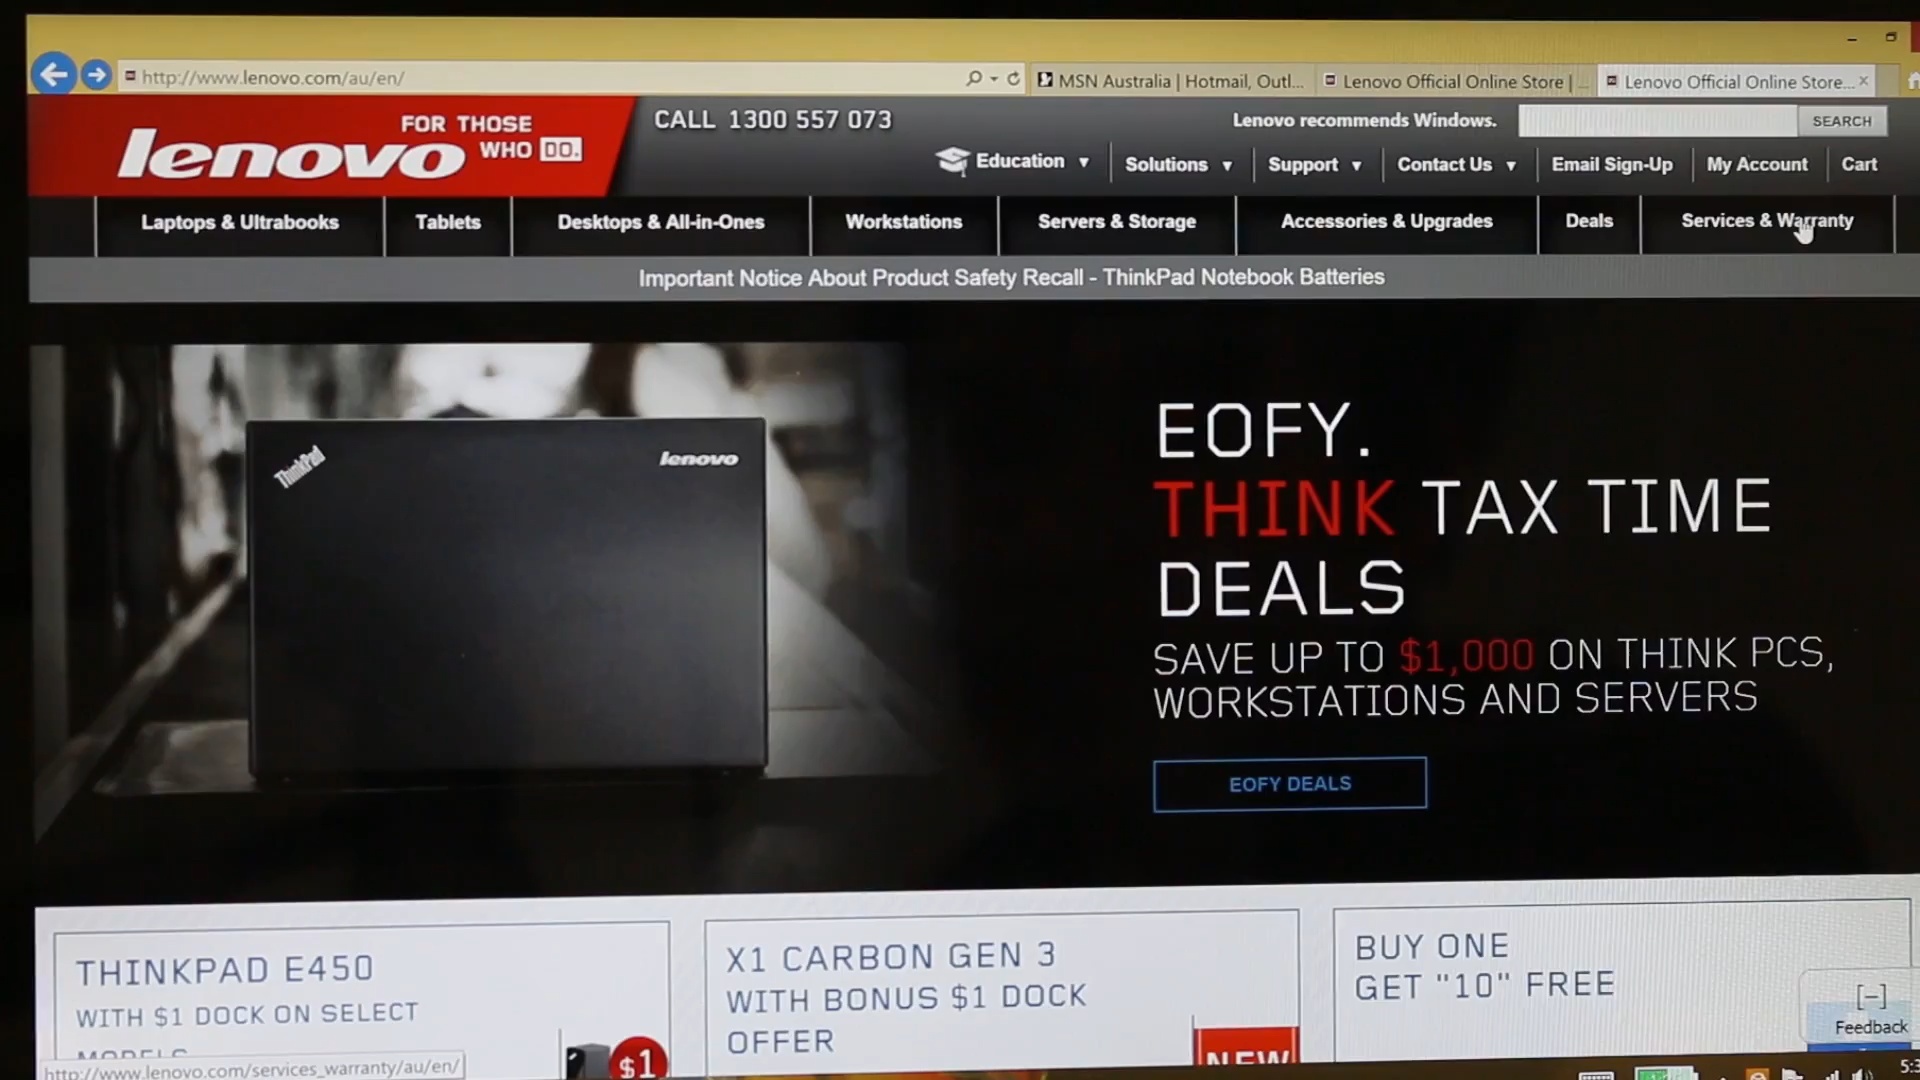 http://www.lenovo.com/au/en/
MSN Australia | Hotmail, Outl...
Lenovo Official Online Store | ...
Lenovo Official Online Store...
lenovo FOR THOSE WHO DO.
CALL 1300 557 073
Lenovo recommends Windows.
SEARCH
Education
Solutions
Support
Contact Us
Email Sign-Up
My Account
Cart
Laptops & Ultrabooks
Tablets
Desktops & All-in-Ones
Workstations
Servers & Storage
Accessories & Upgrades
Deals
Services & Warranty
Important Notice About Product Safety Recall - ThinkPad Notebook Batteries
ThinkPad
lenovo
EOFY.
THINK TAX TIME
DEALS
SAVE UP TO $1,000 ON THINK PCS,
WORKSTATIONS AND SERVERS
EOFY DEALS
THINKPAD E450
WITH $1 DOCK ON SELECT
MODELS
$1
X1 CARBON GEN 3
WITH BONUS $1 DOCK
OFFER
NEW
BUY ONE
GET "10" FREE
[-]
Feedback
http://www.lenovo.com/services_warranty/au/en/